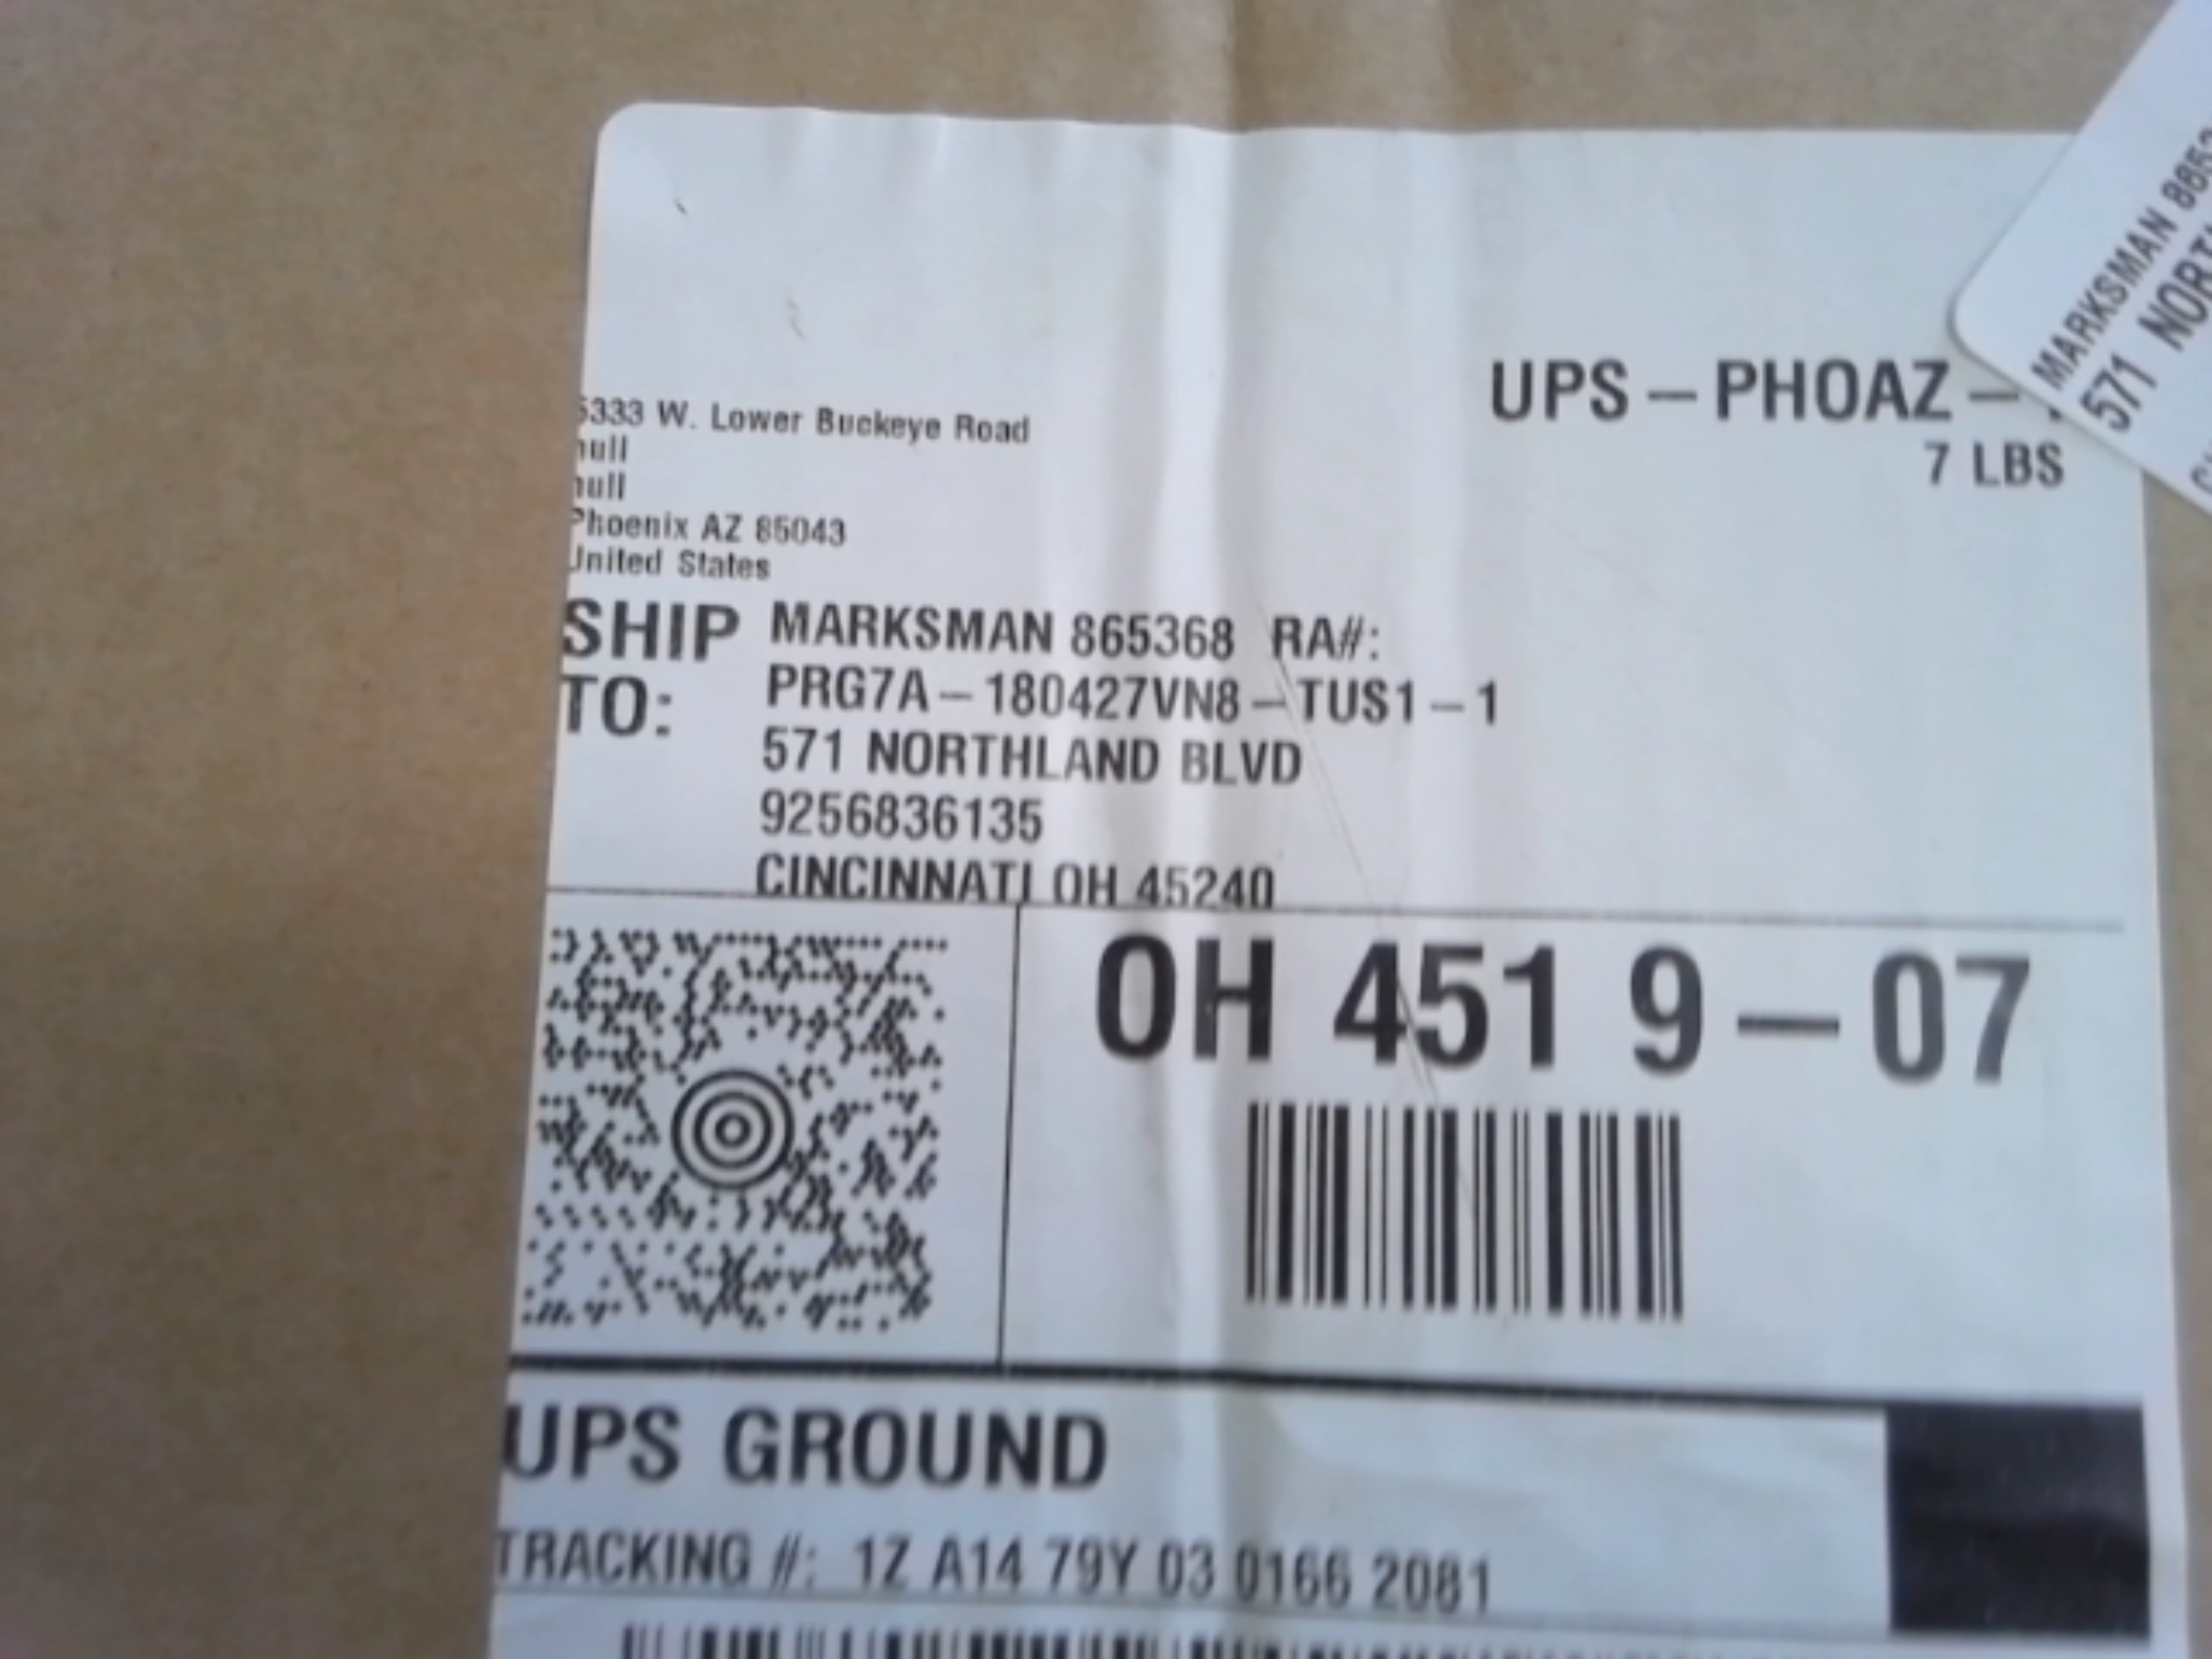 5333 W. Lower Buckeye Road
null
null
Phoenix AZ 85043
United States
UPS - PHOAZ -
7 LBS
SHIP TO:
MARKSMAN 865368 RA#:
PRG7A - 180427VN8 - TUS1 - 1
571 NORTHLAND BLVD
9256836135
CINCINNATI OH 45240
OH 451 9 - 07
UPS GROUND
TRACKING #: 1Z A14 79Y 03 0166 2081
MARKSMAN
571